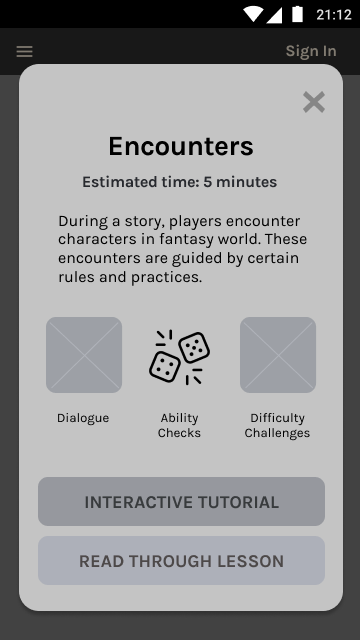 21:12
Sign In
Encounters
Estimated time: 5 minutes
During a story, players encounter
characters in fantasy world. These
encounters are guided by certain
rules and practices.
Dialogue
Ability
Checks
Difficulty
Challenges
INTERACTIVE TUTORIAL
READ THROUGH LESSON